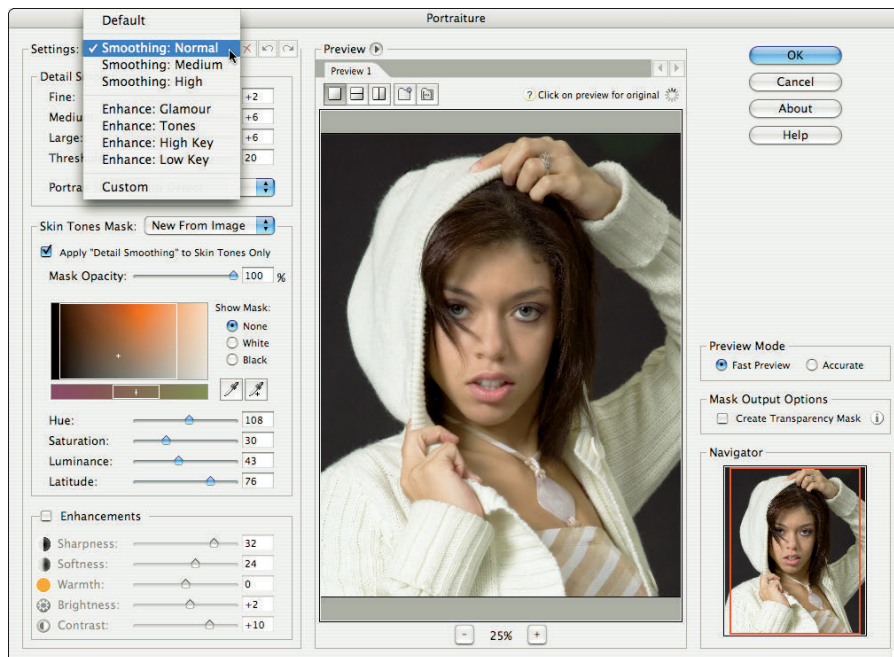 Portraiture
Settings:
Default
✓ Smoothing: Normal
Smoothing: Medium
Smoothing: High
Enhance: Glamour
Enhance: Tones
Enhance: High Key
Enhance: Low Key
Custom
Detail S
Fine: +2
Mediu +6
Large: +6
Thresh 20
Portra
Skin Tones Mask: New From Image
Apply "Detail Smoothing" to Skin Tones Only
Mask Opacity: 100 %
Show Mask:
None
White
Black
Hue: 108
Saturation: 30
Luminance: 43
Latitude: 76
Enhancements
Sharpness: 32
Softness: 24
Warmth: 0
Brightness: +2
Contrast: +10
Preview
Preview 1
? Click on preview for original
- 25% +
OK
Cancel
About
Help
Preview Mode
Fast Preview Accurate
Mask Output Options
Create Transparency Mask i
Navigator